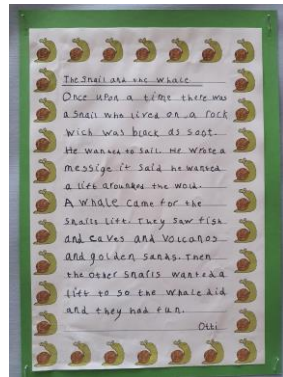 The Snail and the Whale
Once upon a time there was
a Snail who lived on a rock
wich was black as soot.
He wanted to Sail. He wrote a
messige it said he wanted
a lift arounded the wold.
A whale came for the
Snails lift. They saw fish
and caves and volcanos
and golden Sands. Then
the other Snails wanted a
lift to so the whale did
and they had fun.
Otti